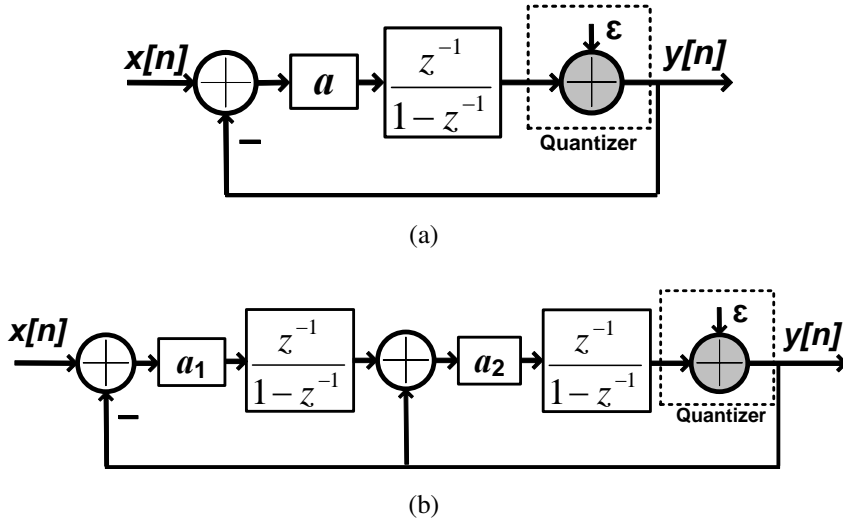 x[n]
a
z⁻¹
1 − z⁻¹
ε
y[n]
Quantizer
−
(a)
x[n]
a₁
z⁻¹
1 − z⁻¹
a₂
z⁻¹
1 − z⁻¹
ε
y[n]
Quantizer
−
(b)